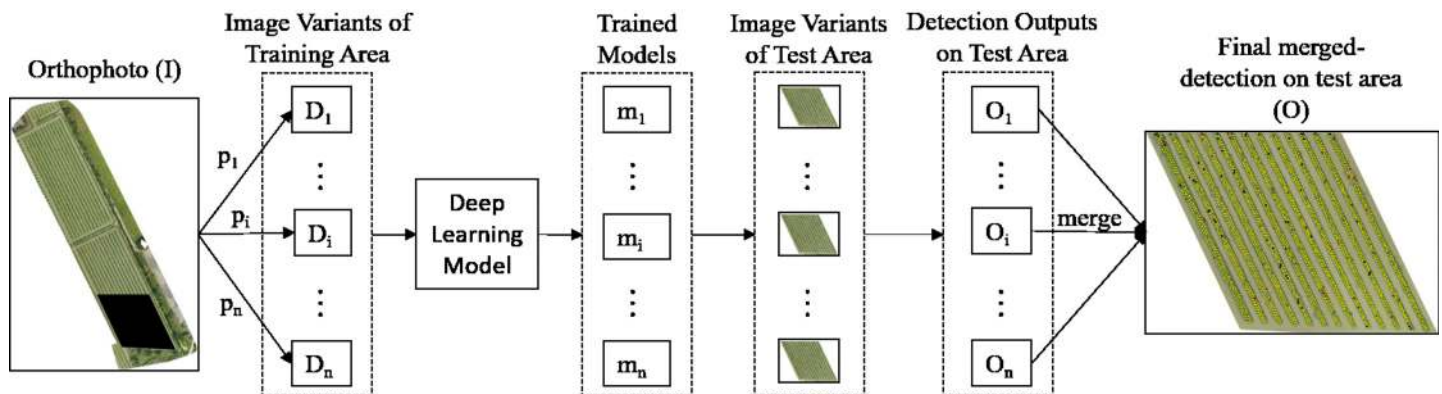 Orthophoto (I)
p₁
pᵢ
pₙ
Image Variants of
Training Area
D₁
⋮
Dᵢ
⋮
Dₙ
Deep
Learning
Model
Trained
Models
m₁
⋮
mᵢ
⋮
mₙ
Image Variants
of Test Area
⋮
⋮
Detection Outputs
on Test Area
O₁
⋮
Oᵢ
⋮
Oₙ
merge
Final merged-
detection on test area
(O)